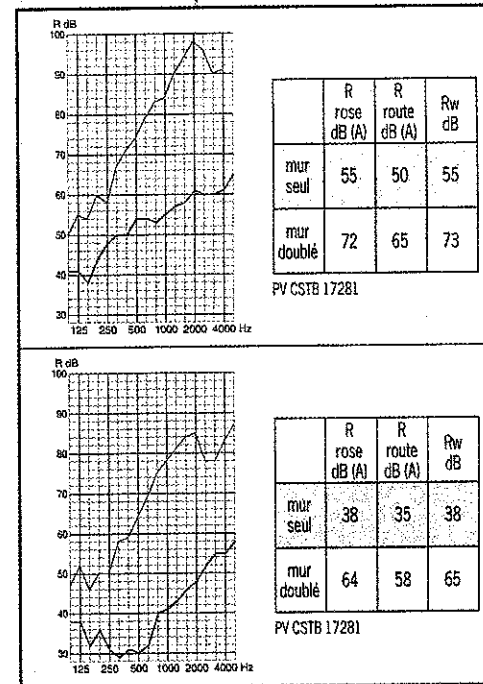 R dB
100
90
80
70
60
50
40
30
125 250 500 1000 2000 4000 Hz
R rose dB (A) R route dB (A) Rw dB
mur seul 55 50 55
mur doublé 72 65 73
PV CSTB 17281
R dB
100
90
80
70
60
50
40
30
125 250 500 1000 2000 4000 Hz
R rose dB (A) R route dB (A) Rw dB
mur seul 38 35 38
mur doublé 64 58 65
PV CSTB 17281